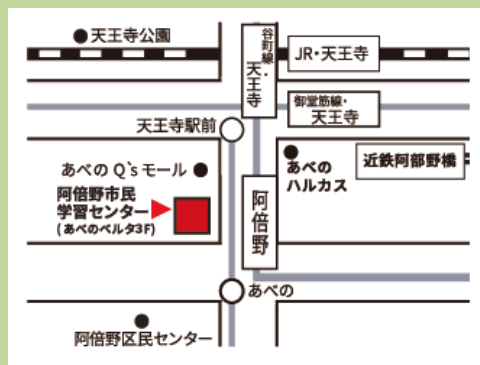 天王寺公園
谷町線・
天王寺
JR・天王寺
御堂筋線・
天王寺
天王寺駅前
あべのQ'sモール
あべの
ハルカス
近鉄阿部野橋
阿倍野市民
学習センター
(あべのベルタ3F)
阿倍野
あべの
阿倍野区民センター